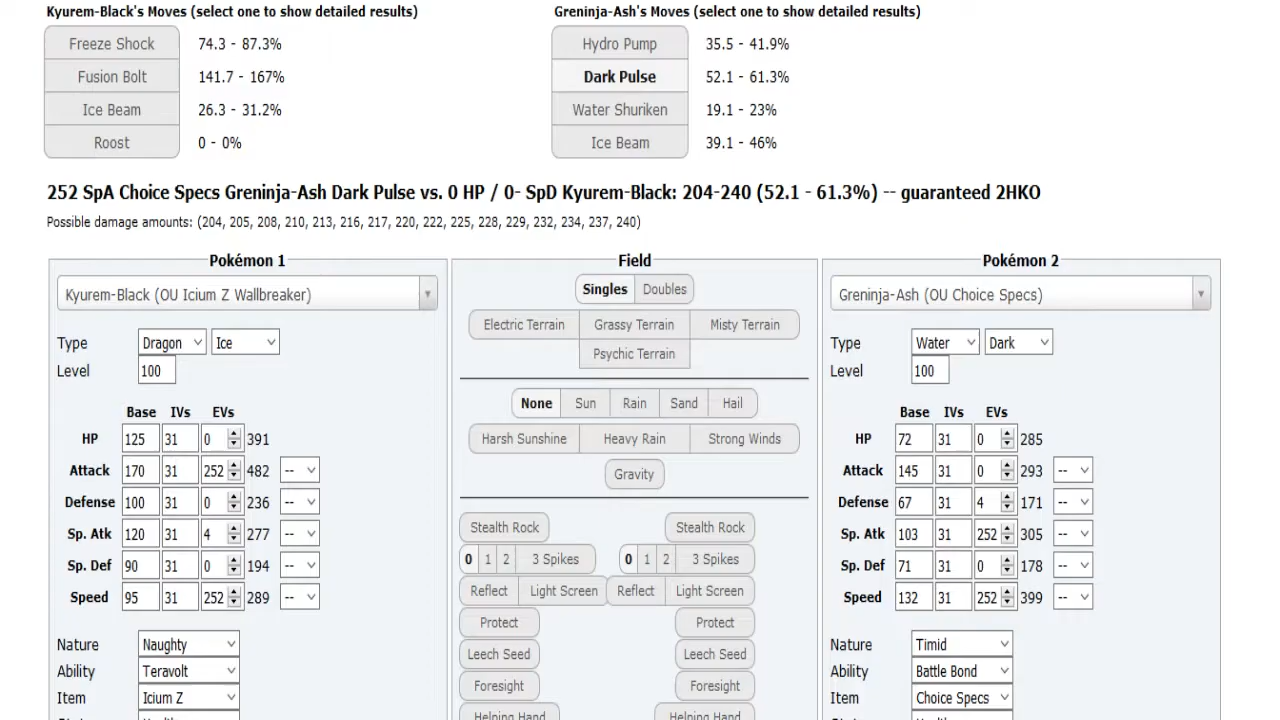 Kyurem-Black's Moves (select one to show detailed results)
Greninja-Ash's Moves (select one to show detailed results)
Freeze Shock 74.3 - 87.3%
Fusion Bolt 141.7 - 167%
Ice Beam 26.3 - 31.2%
Roost 0 - 0%
Hydro Pump 35.5 - 41.9%
Dark Pulse 52.1 - 61.3%
Water Shuriken 19.1 - 23%
Ice Beam 39.1 - 46%
252 SpA Choice Specs Greninja-Ash Dark Pulse vs. 0 HP / 0- SpD Kyurem-Black: 204-240 (52.1 - 61.3%) -- guaranteed 2HKO
Possible damage amounts: (204, 205, 208, 210, 213, 216, 217, 220, 222, 225, 228, 229, 232, 234, 237, 240)
Pokémon 1
Kyurem-Black (OU Icium Z Wallbreaker)
Type Dragon Ice
Level 100
Base IVs EVs
HP 125 31 0 391
Attack 170 31 252 482 --
Defense 100 31 0 236 --
Sp. Atk 120 31 4 277 --
Sp. Def 90 31 0 194 --
Speed 95 31 252 289 --
Nature Naughty
Ability Teravolt
Item Icium Z
Field
Singles Doubles
Electric Terrain Grassy Terrain Misty Terrain
Psychic Terrain
None Sun Rain Sand Hail
Harsh Sunshine Heavy Rain Strong Winds
Gravity
Stealth Rock Stealth Rock
0 1 2 3 Spikes 0 1 2 3 Spikes
Reflect Light Screen Reflect Light Screen
Protect Protect
Leech Seed Leech Seed
Foresight Foresight
Helping Hand Helping Hand
Pokémon 2
Greninja-Ash (OU Choice Specs)
Type Water Dark
Level 100
Base IVs EVs
HP 72 31 0 285
Attack 145 31 0 293 --
Defense 67 31 4 171 --
Sp. Atk 103 31 252 305 --
Sp. Def 71 31 0 178 --
Speed 132 31 252 399 --
Nature Timid
Ability Battle Bond
Item Choice Specs